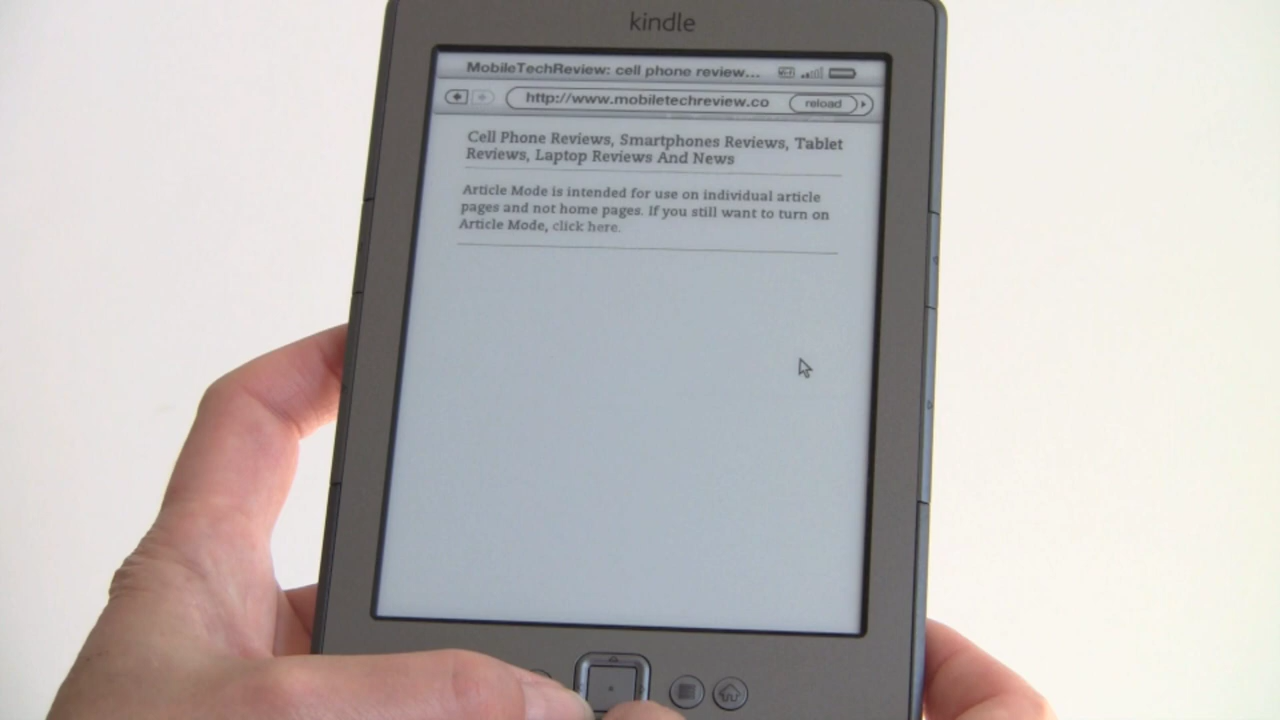 kindle
MobileTechReview: cell phone review...
http://www.mobiletechreview.co
reload
Cell Phone Reviews, Smartphones Reviews, Tablet
Reviews, Laptop Reviews And News
Article Mode is intended for use on individual article
pages and not home pages. If you still want to turn on
Article Mode, click here.